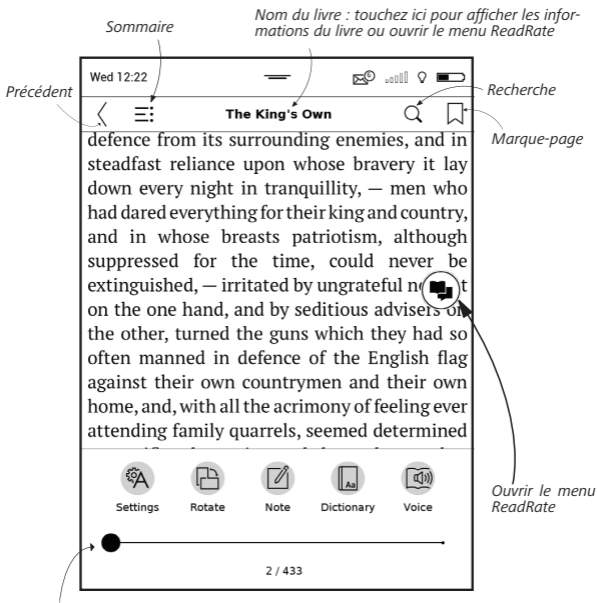 Nom du livre : touchez ici pour afficher les infor-
mations du livre ou ouvrir le menu ReadRate
Sommaire
Précédent
Recherche
Marque-page
Wed 12:22
The King's Own
defence from its surrounding enemies, and in
steadfast reliance upon whose bravery it lay
down every night in tranquillity, — men who
had dared everything for their king and country,
and in whose breasts patriotism, although
suppressed for the time, could never be
extinguished, — irritated by ungrateful
on the one hand, and by seditious advisers on
the other, turned the guns which they had so
often manned in defence of the English flag
against their own countrymen and their own
home, and, with all the acrimony of feeling ever
attending family quarrels, seemed determined
Settings
Rotate
Note
Aa
Dictionary
Voice
Ouvrir le menu
ReadRate
2 / 433